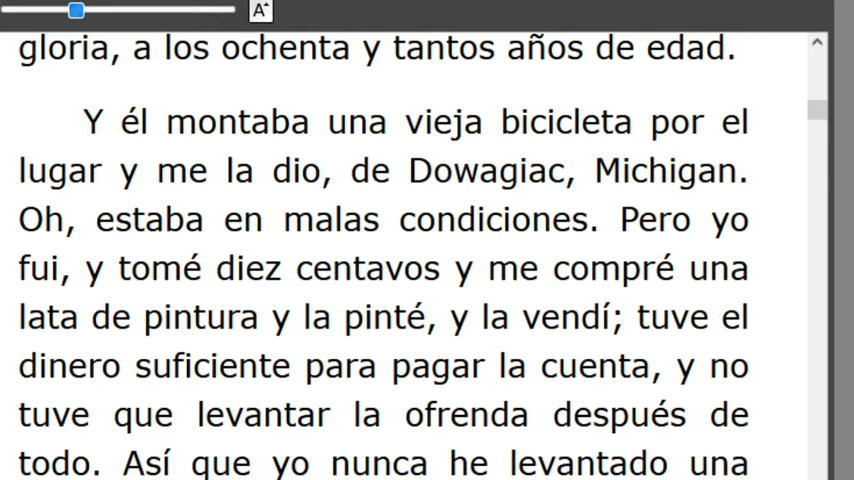 A
gloria, a los ochenta y tantos años de edad.
Y él montaba una vieja bicicleta por el
lugar y me la dio, de Dowagiac, Michigan.
Oh, estaba en malas condiciones. Pero yo
fui, y tomé diez centavos y me compré una
lata de pintura y la pinté, y la vendí; tuve el
dinero suficiente para pagar la cuenta, y no
tuve que levantar la ofrenda después de
todo. Así que yo nunca he levantado una